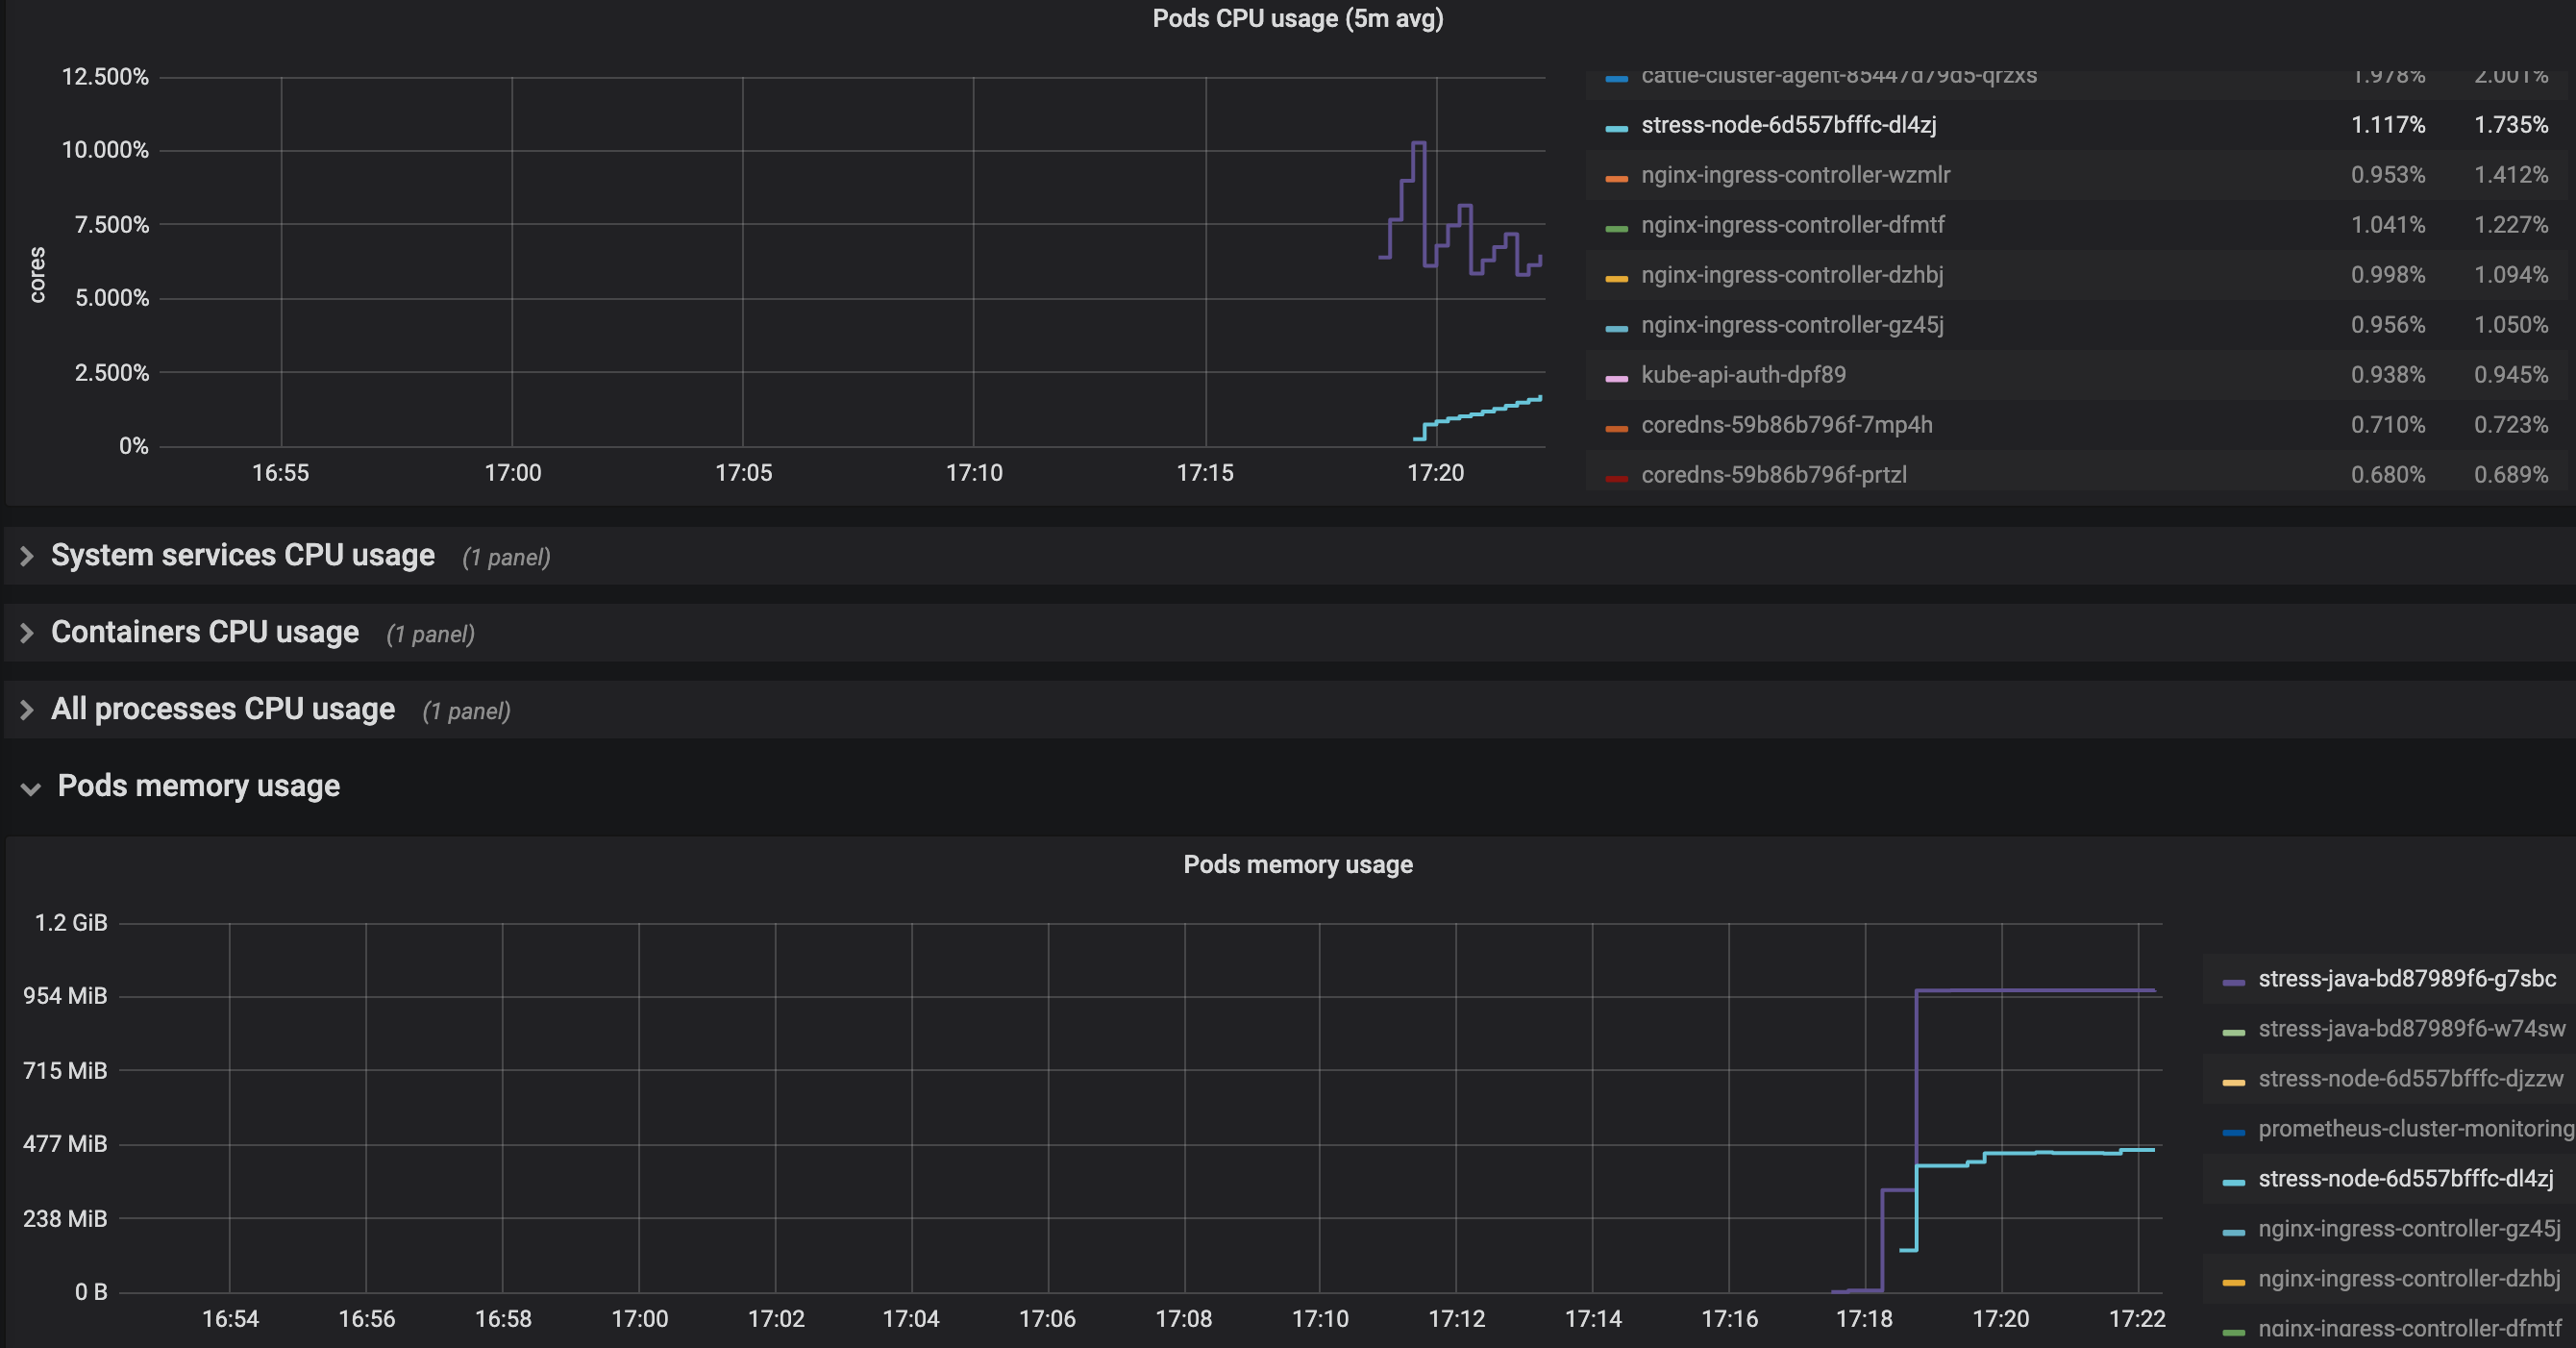 Pods CPU usage (5m avg)
12.500%
10.000%
7.500%
5.000%
2.500%
0%
cores
16:55 17:00 17:05 17:10 17:15 17:20
cattle-cluster-agent-85447d79d5-qrzxs 1.978% 2.001%
stress-node-6d557bfffc-dl4zj 1.117% 1.735%
nginx-ingress-controller-wzmlr 0.953% 1.412%
nginx-ingress-controller-dfmtf 1.041% 1.227%
nginx-ingress-controller-dzhbj 0.998% 1.094%
nginx-ingress-controller-gz45j 0.956% 1.050%
kube-api-auth-dpf89 0.938% 0.945%
coredns-59b86b796f-7mp4h 0.710% 0.723%
coredns-59b86b796f-prtzl 0.680% 0.689%
System services CPU usage (1 panel)
Containers CPU usage (1 panel)
All processes CPU usage (1 panel)
Pods memory usage
Pods memory usage
1.2 GiB
954 MiB
715 MiB
477 MiB
238 MiB
0 B
16:54 16:56 16:58 17:00 17:02 17:04 17:06 17:08 17:10 17:12 17:14 17:16 17:18 17:20 17:22
stress-java-bd87989f6-g7sbc
stress-java-bd87989f6-w74sw
stress-node-6d557bfffc-djzzw
prometheus-cluster-monitoring
stress-node-6d557bfffc-dl4zj
nginx-ingress-controller-gz45j
nginx-ingress-controller-dzhbj
nginx-ingress-controller-dfmtf